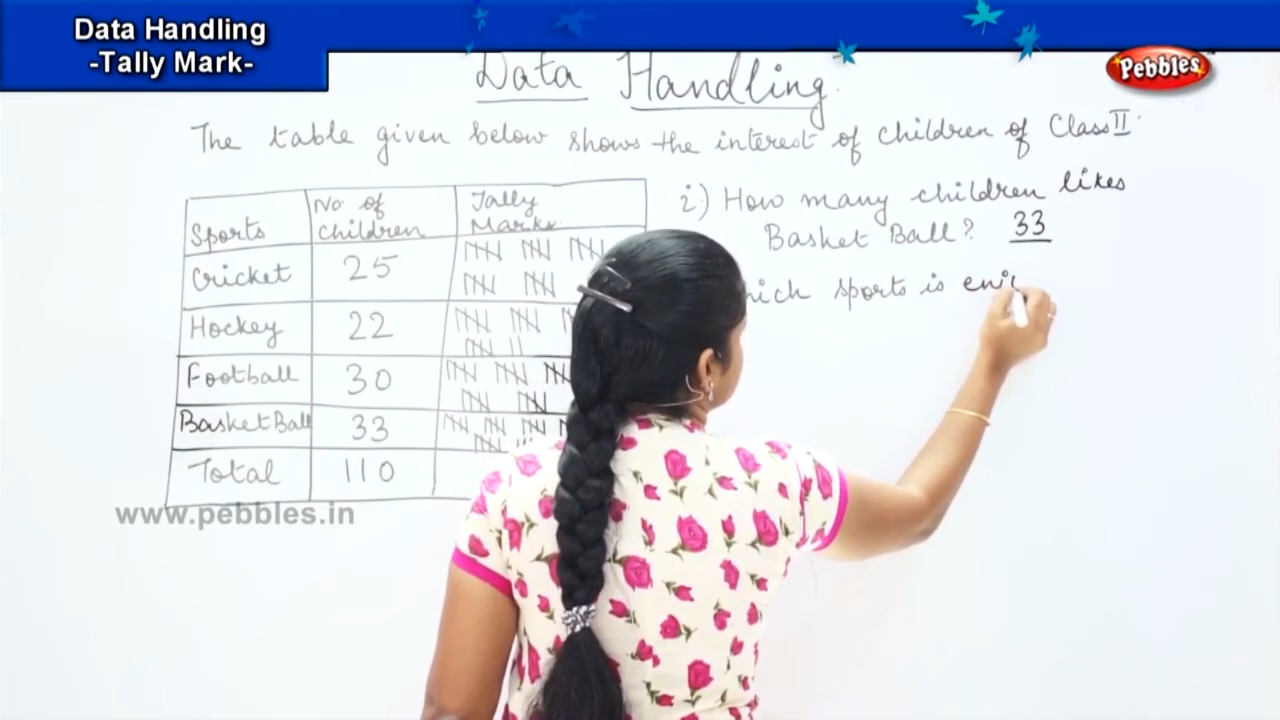 Data Handling
-Tally Mark-
Pebbles
Data Handling
The table given below shows the interest of children of Class II
Sports
No of children
Tally Marks
Cricket 25
Hockey 22
Football 30
Basket Ball 33
Total 110
i) How many children likes
Basket Ball? 33
sports is
www.pebbles.in